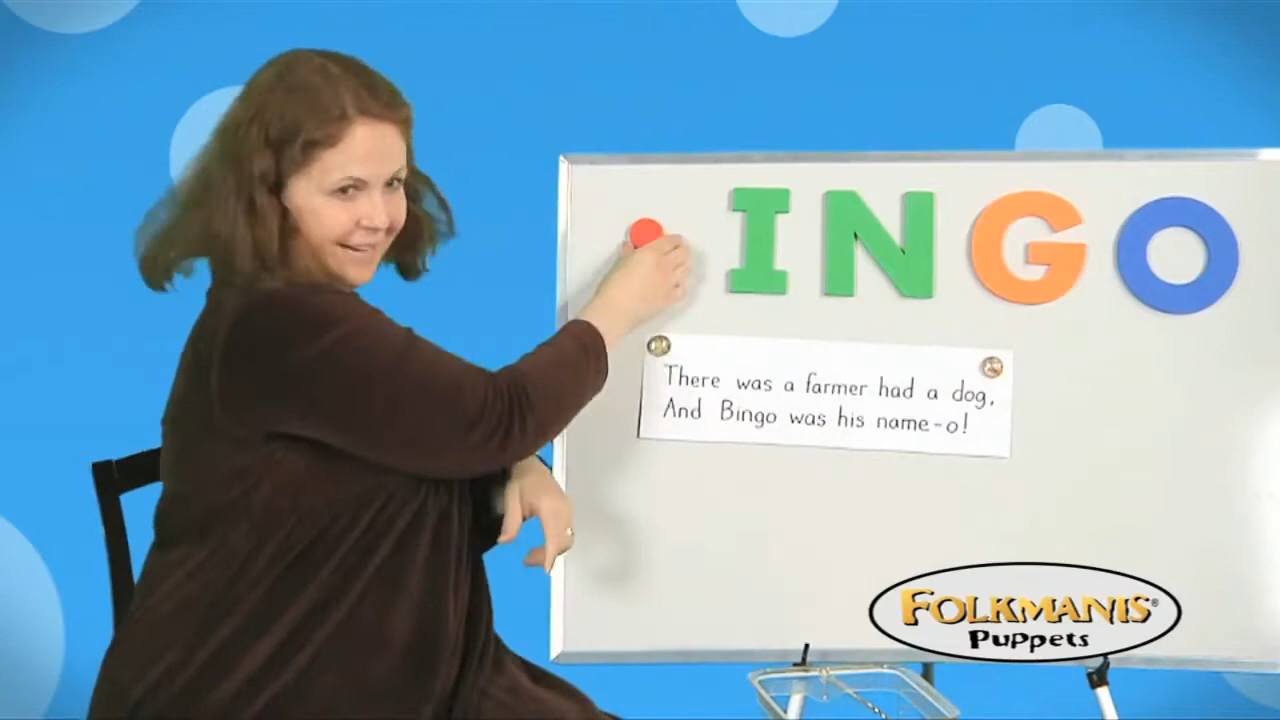 INGO
There was a farmer had a dog,
And Bingo was his name-o!
FOLKMANIS®
Puppets